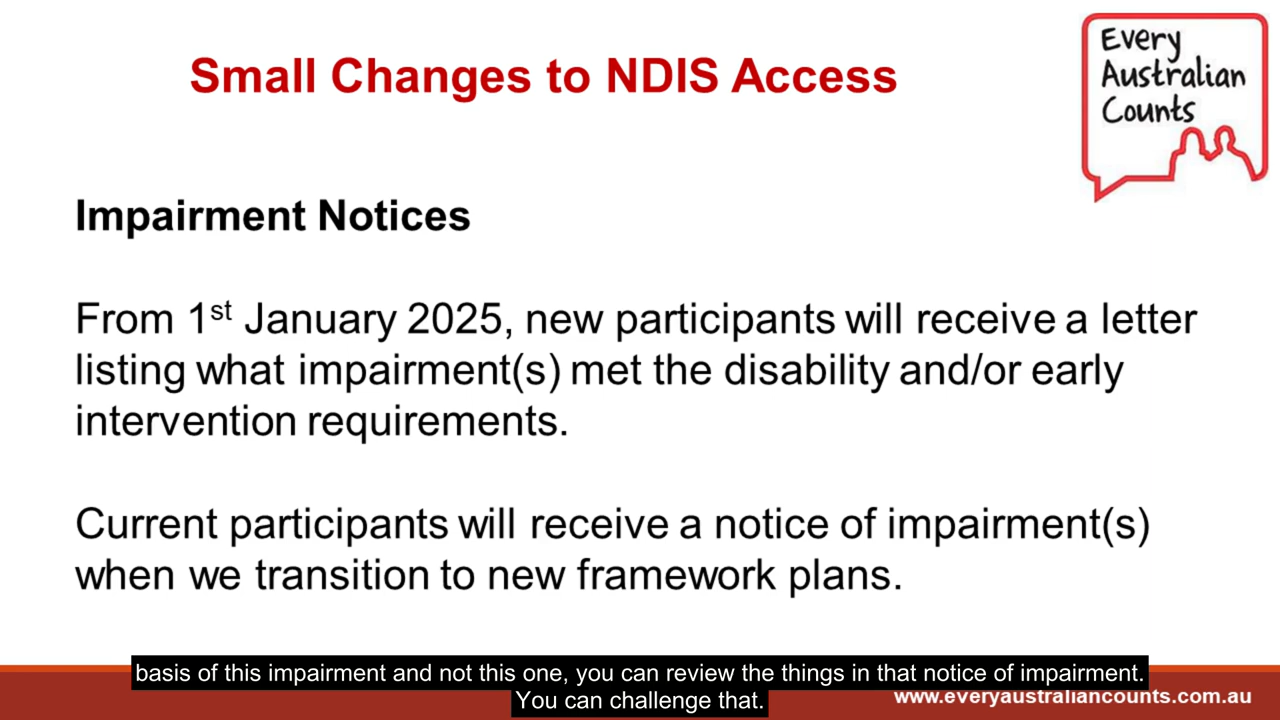 Small Changes to NDIS Access
Every
Australian
Counts
Impairment Notices
From 1st January 2025, new participants will receive a letter
listing what impairment(s) met the disability and/or early
intervention requirements.
Current participants will receive a notice of impairment(s)
when we transition to new framework plans.
basis of this impairment and not this one, you can review the things in that notice of impairment.
You can challenge that.
www.everyaustraliancounts.com.au